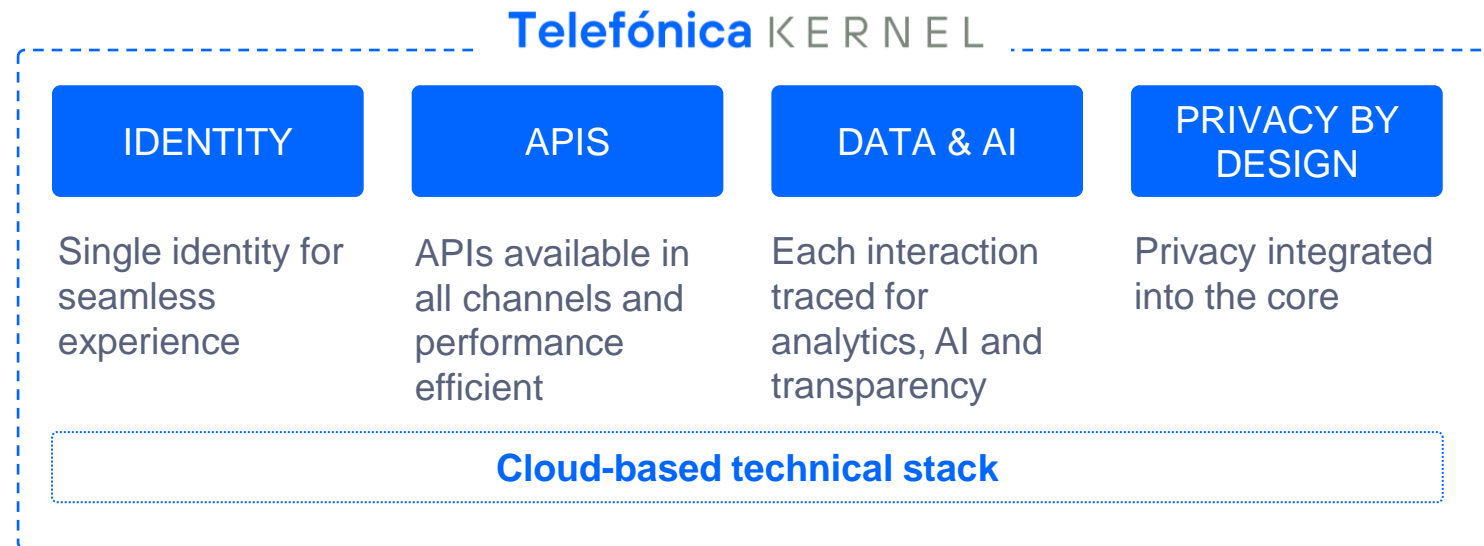 Telefónica KERNEL
IDENTITY
Single identity for
seamless
experience
APIS
APIs available in
all channels and
performance
efficient
DATA & AI
Each interaction
traced for
analytics, AI and
transparency
PRIVACY BY
DESIGN
Privacy integrated
into the core
Cloud-based technical stack